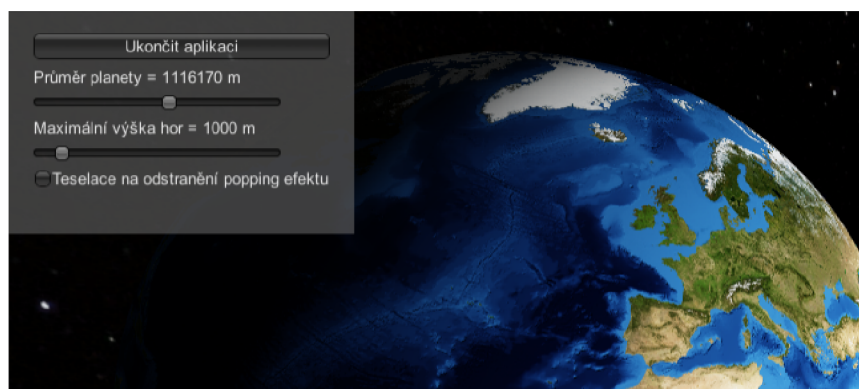 Ukončit aplikaci
Průměr planety = 1116170 m
Maximální výška hor = 1000 m
Teselace na odstranění popping efektu